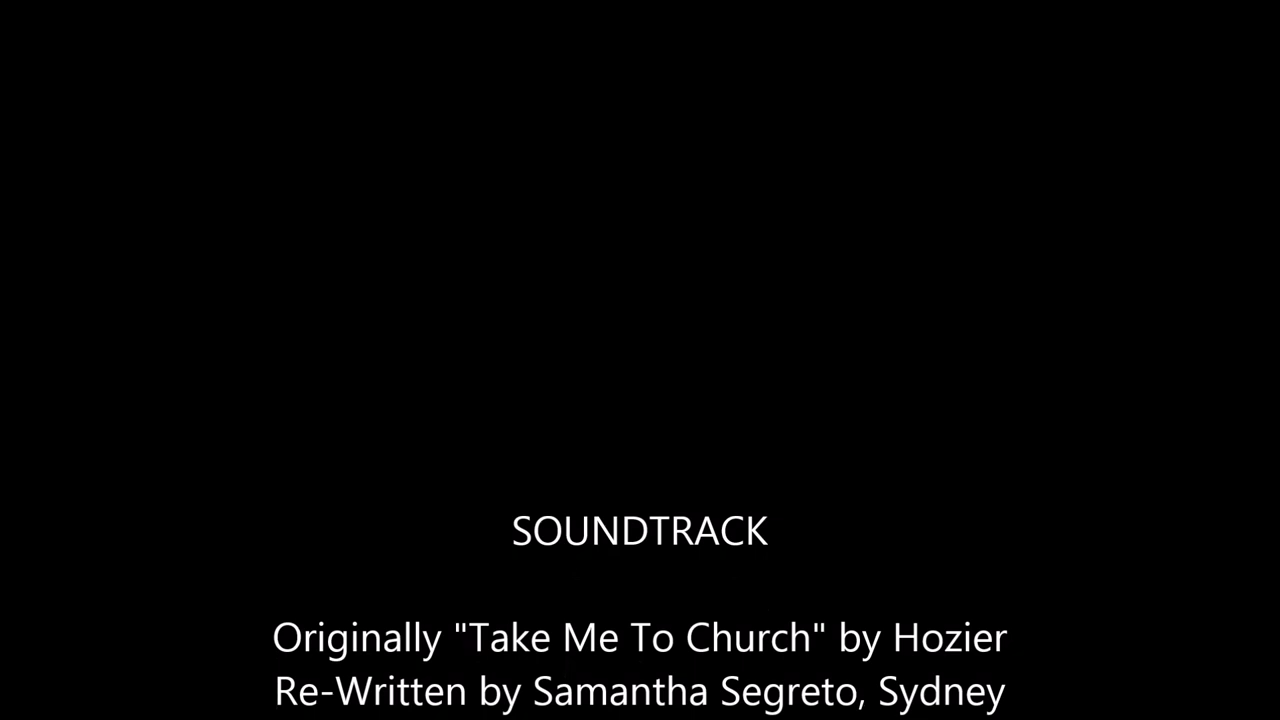 SOUNDTRACK
Originally "Take Me To Church" by Hozier
Re-Written by Samantha Segreto, Sydney